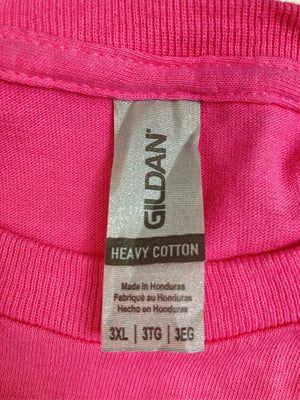 GILDAN
HEAVY COTTON
Made in Honduras
Fabriqué au Honduras
Hecho en Honduras
3XL | 3TG | 3EG